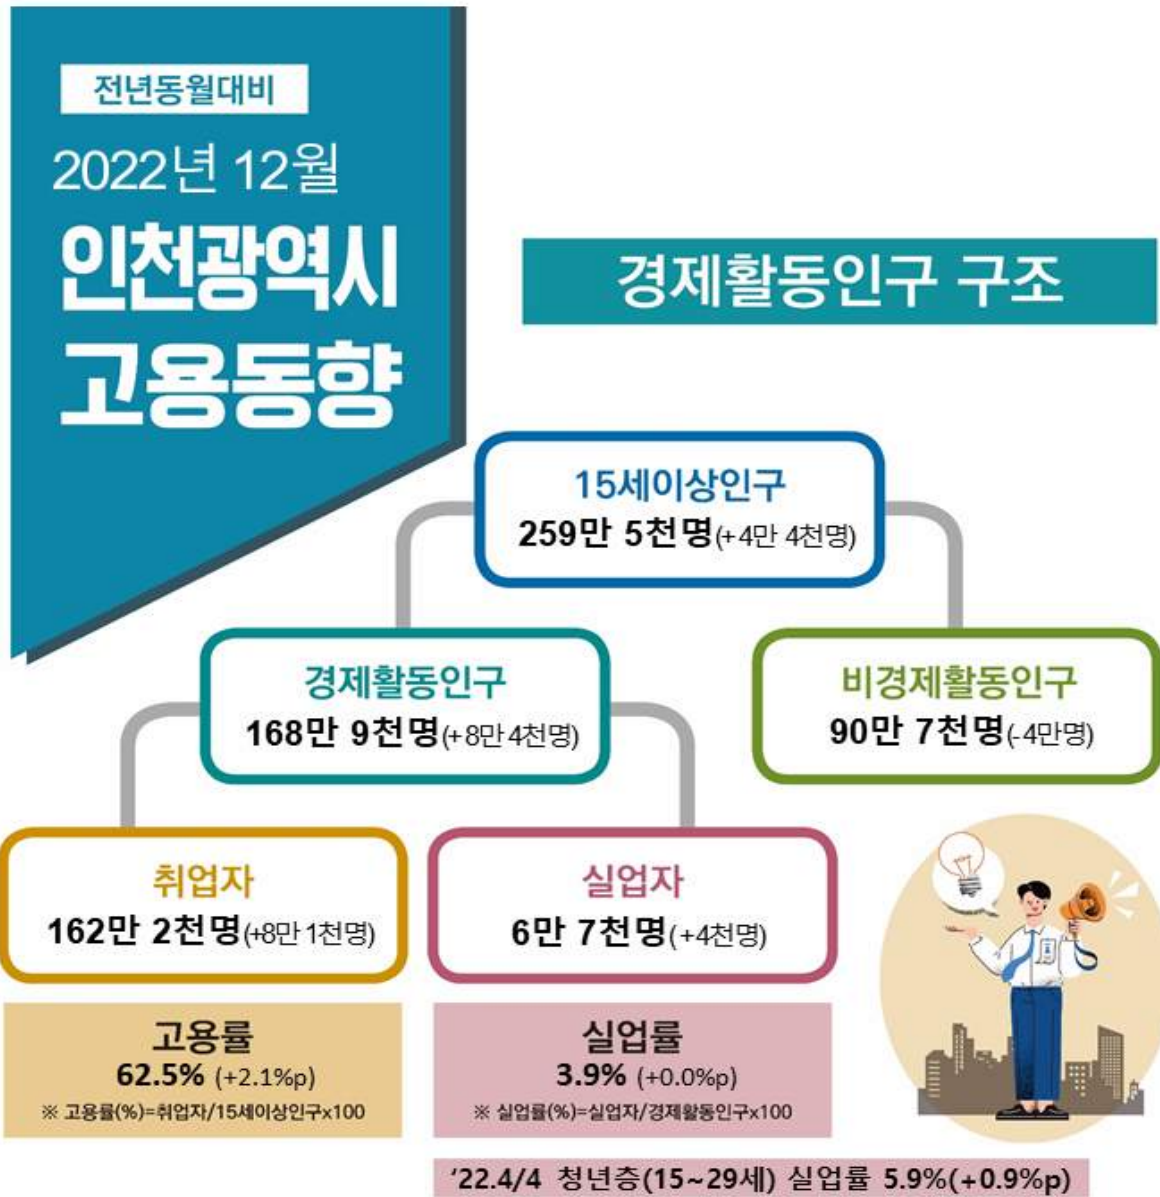 전년동월대비
2022년 12월
인천광역시
고용동향
경제활동인구 구조
15세이상인구
259만 5천명(+4만 4천명)
경제활동인구
168만 9천명(+8만 4천명)
비경제활동인구
90만 7천명(-4만명)
취업자
162만 2천명(+8만 1천명)
실업자
6만 7천명(+4천명)
고용률
62.5% (+2.1%p)
※ 고용률(%)=취업자/15세이상인구x100
실업률
3.9% (+0.0%p)
※ 실업률(%)=실업자/경제활동인구x100
‘22.4/4 청년층(15~29세) 실업률 5.9%(+0.9%p)